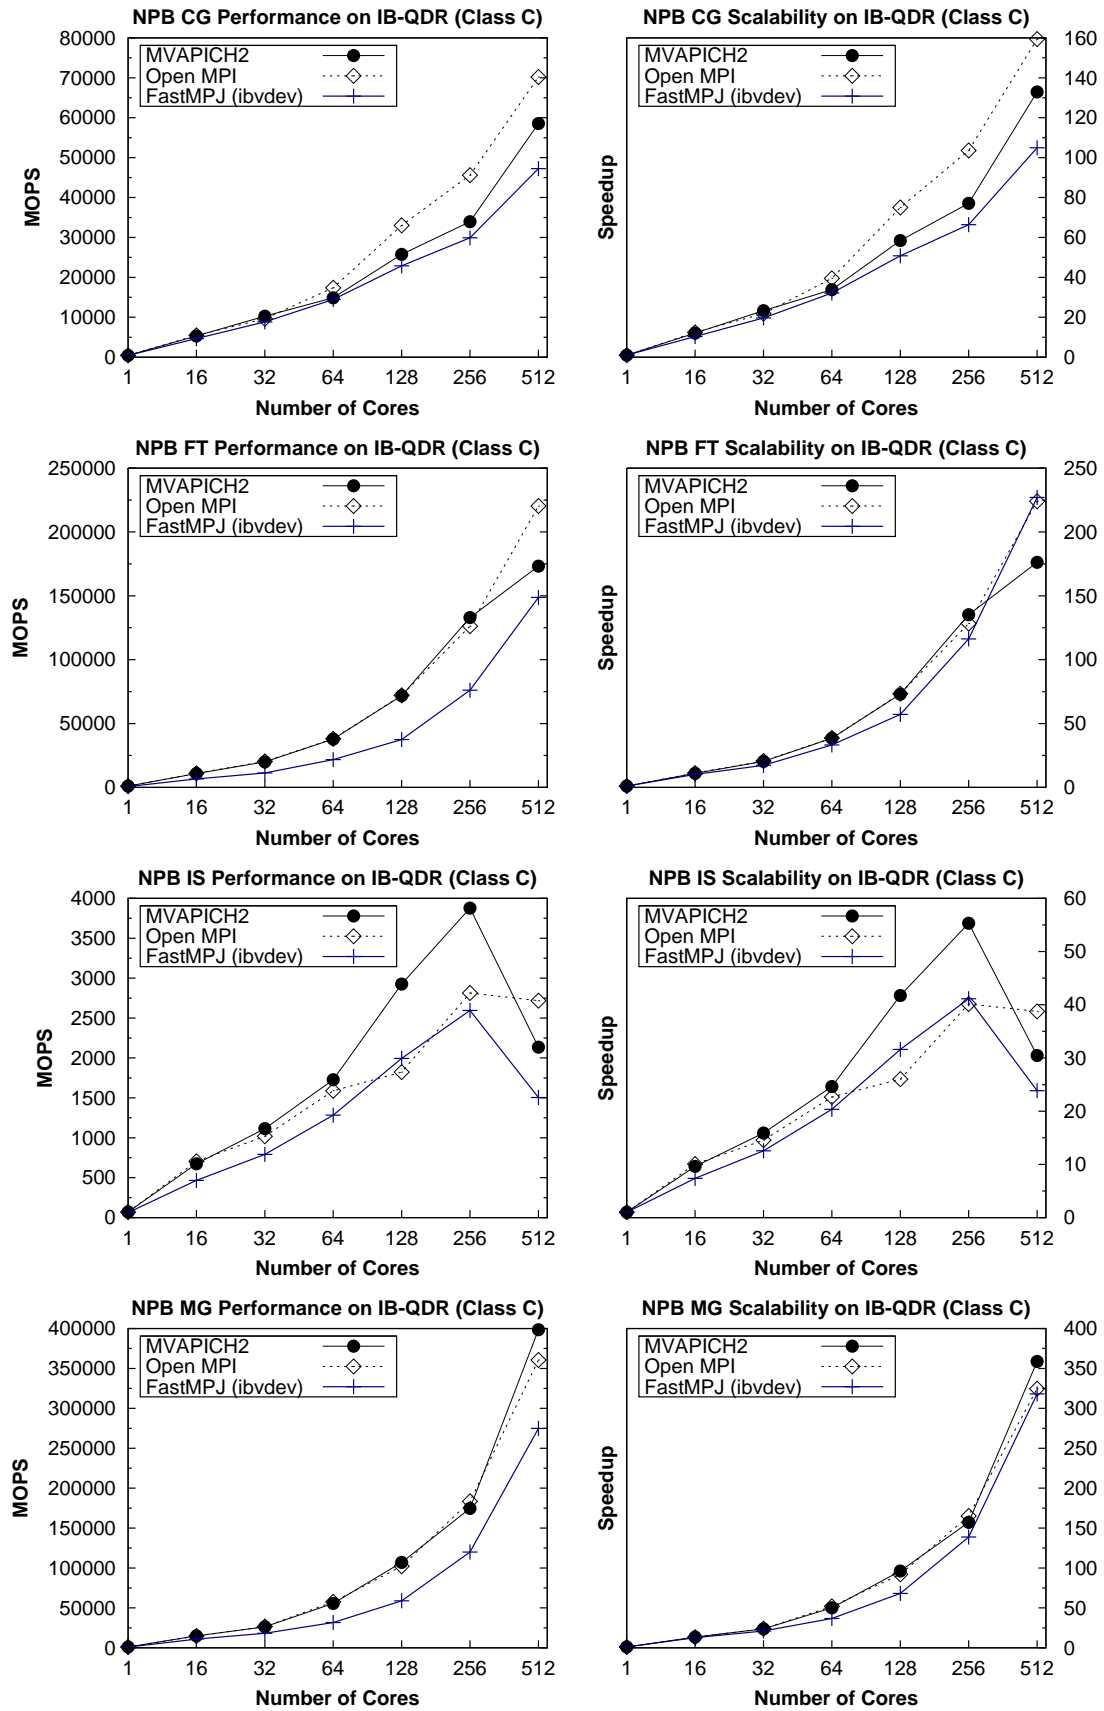 NPB CG Performance on IB-QDR (Class C)
80000
70000
60000
50000
40000
30000
20000
10000
0
MOPS
MVAPICH2
Open MPI
FastMPJ (ibvdev)
1 16 32 64 128 256 512
Number of Cores
NPB CG Scalability on IB-QDR (Class C)
MVAPICH2
Open MPI
FastMPJ (ibvdev)
Speedup
160
140
120
100
80
60
40
20
0
1 16 32 64 128 256 512
Number of Cores
NPB FT Performance on IB-QDR (Class C)
250000
200000
150000
100000
50000
0
MOPS
MVAPICH2
Open MPI
FastMPJ (ibvdev)
1 16 32 64 128 256 512
Number of Cores
NPB FT Scalability on IB-QDR (Class C)
MVAPICH2
Open MPI
FastMPJ (ibvdev)
Speedup
250
200
150
100
50
0
1 16 32 64 128 256 512
Number of Cores
NPB IS Performance on IB-QDR (Class C)
4000
3500
3000
2500
2000
1500
1000
500
0
MOPS
MVAPICH2
Open MPI
FastMPJ (ibvdev)
1 16 32 64 128 256 512
Number of Cores
NPB IS Scalability on IB-QDR (Class C)
MVAPICH2
Open MPI
FastMPJ (ibvdev)
Speedup
60
50
40
30
20
10
0
1 16 32 64 128 256 512
Number of Cores
NPB MG Performance on IB-QDR (Class C)
400000
350000
300000
250000
200000
150000
100000
50000
0
MOPS
MVAPICH2
Open MPI
FastMPJ (ibvdev)
1 16 32 64 128 256 512
Number of Cores
NPB MG Scalability on IB-QDR (Class C)
MVAPICH2
Open MPI
FastMPJ (ibvdev)
Speedup
400
350
300
250
200
150
100
50
0
1 16 32 64 128 256 512
Number of Cores